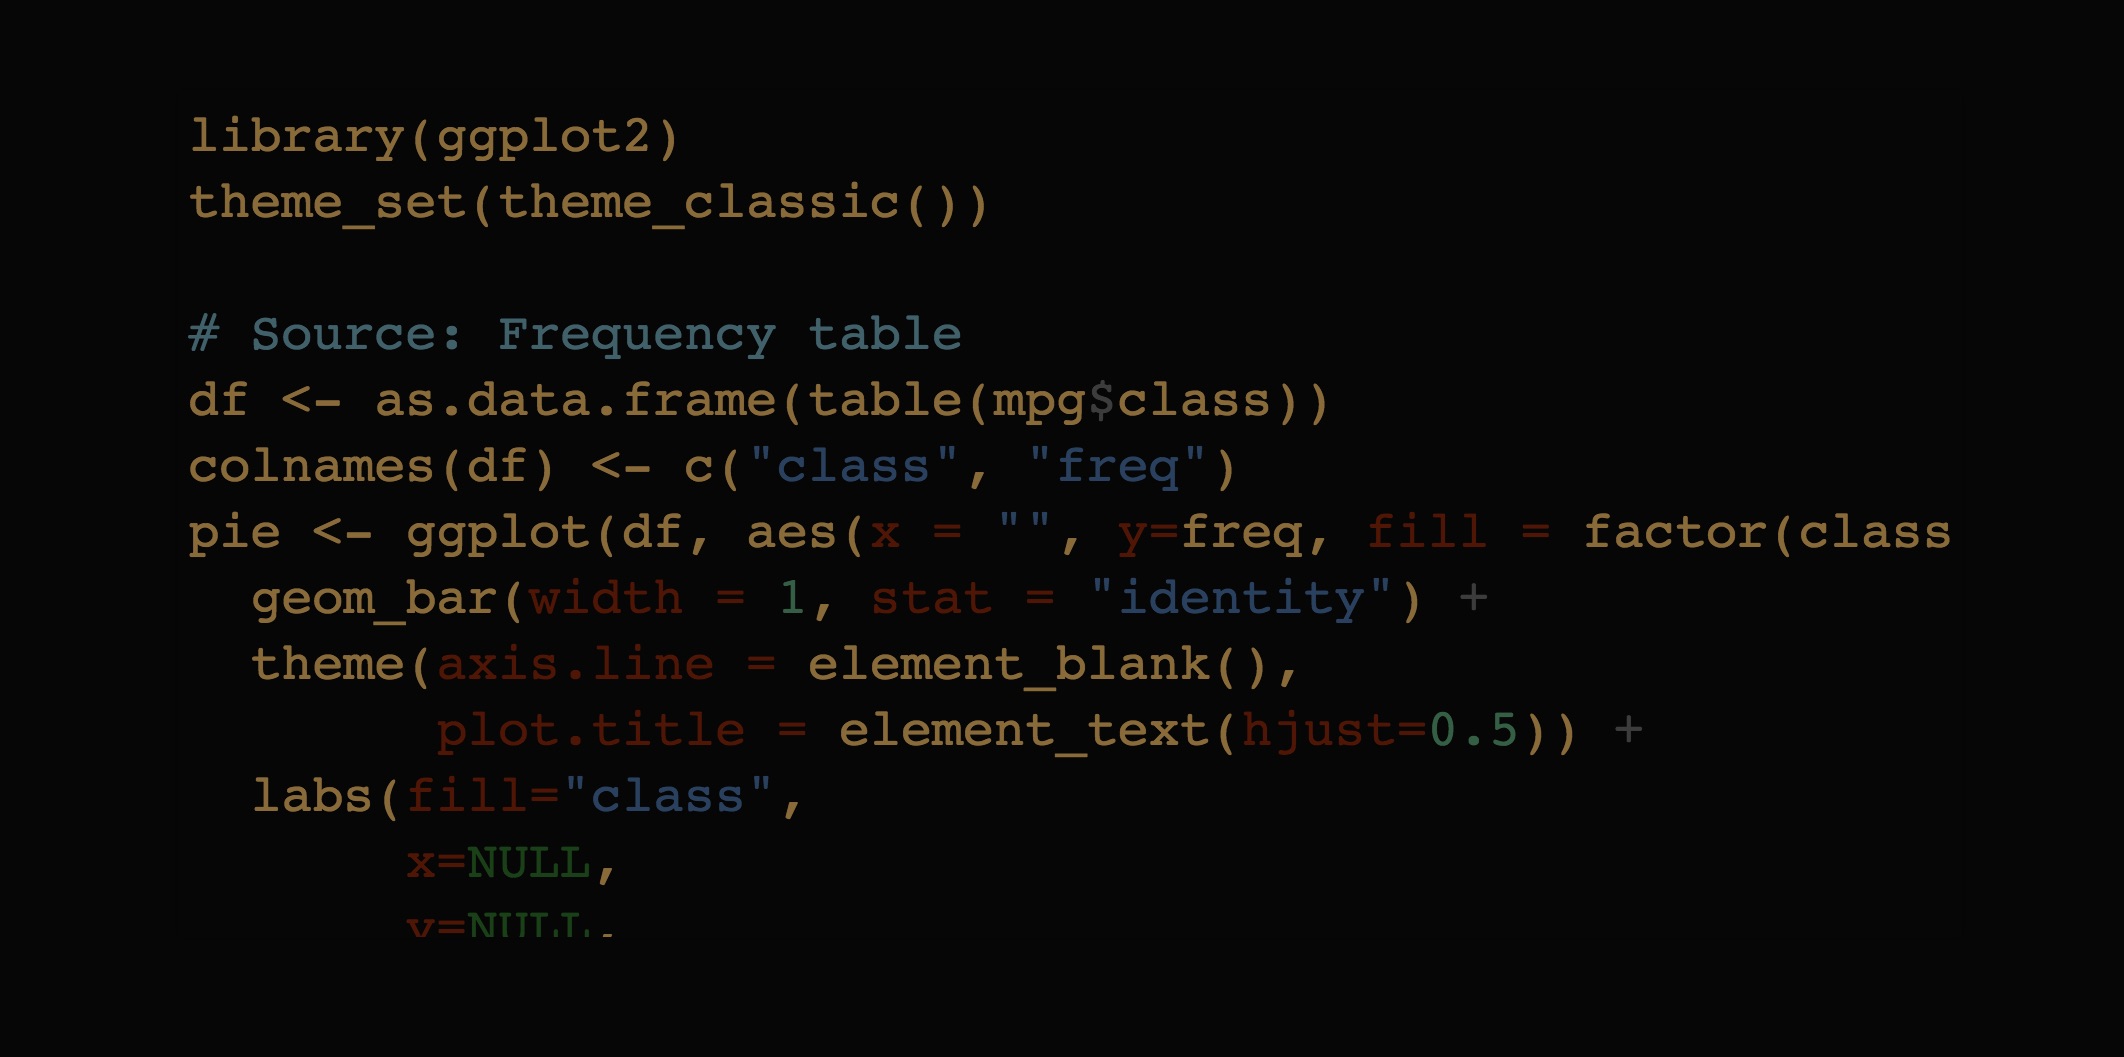 library(ggplot2)
theme_set(theme_classic())

# Source: Frequency table
df <- as.data.frame(table(mpg$class))
colnames(df) <- c("class", "freq")
pie <- ggplot(df, aes(x = "", y=freq, fill = factor(class
  geom_bar(width = 1, stat = "identity") +
  theme(axis.line = element_blank(),
        plot.title = element_text(hjust=0.5)) +
  labs(fill="class",
       x=NULL,
       y=NULL,